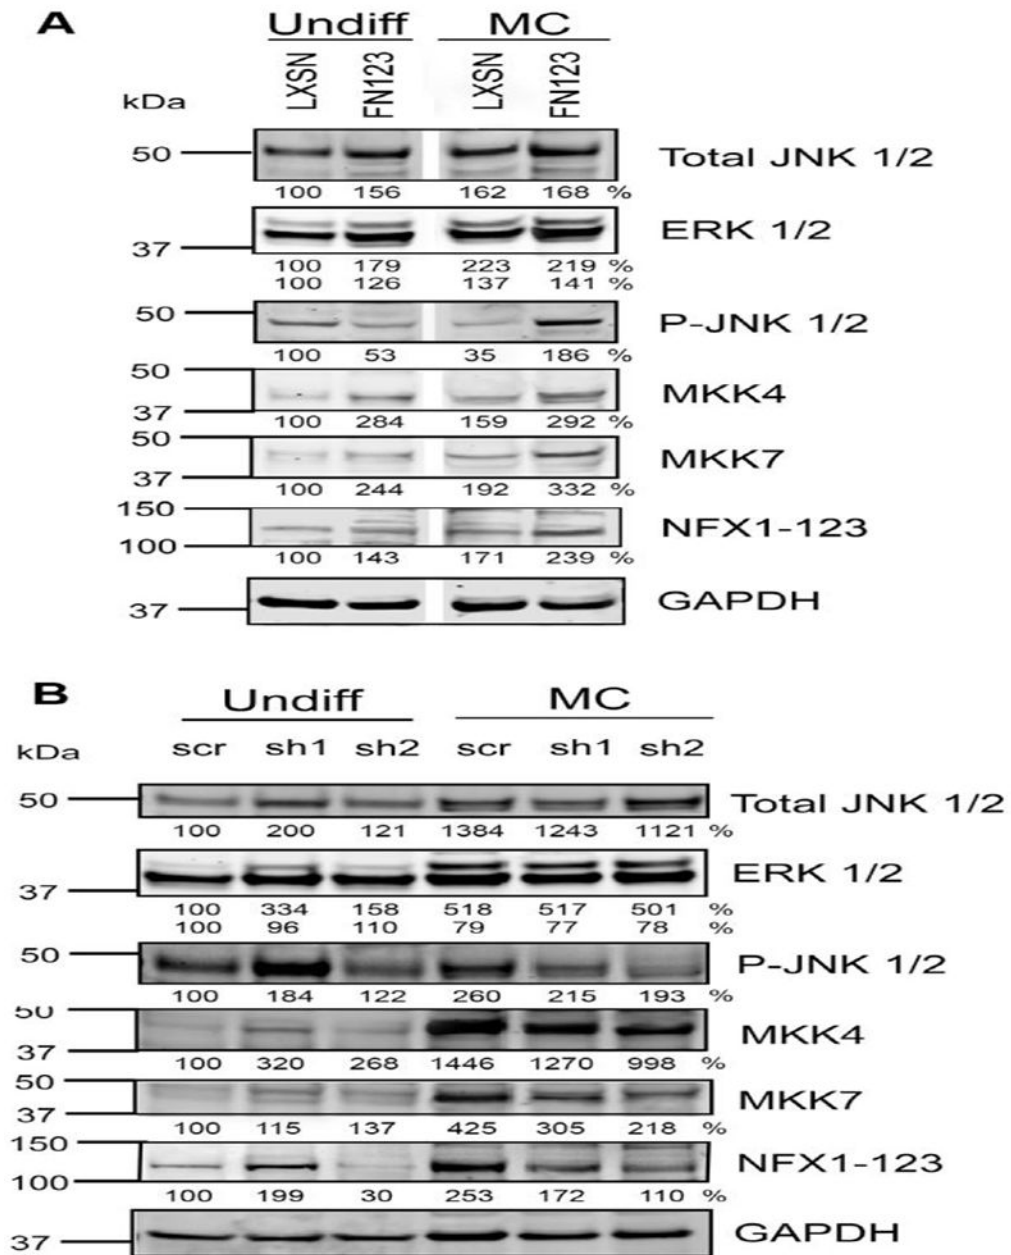 A
Undiff MC
LXSN FN123 LXSN FN123
kDa
50 Total JNK 1/2
100 156 162 168 %
ERK 1/2
37
100 179 223 219 %
100 126 137 141 %
50 P-JNK 1/2
100 53 35 186 %
50 MKK4
37
100 284 159 292 %
50 MKK7
37
100 244 192 332 %
150 NFX1-123
100
100 143 171 239 %
37 GAPDH
B
Undiff MC
kDa scr sh1 sh2 scr sh1 sh2
50 Total JNK 1/2
100 200 121 1384 1243 1121 %
ERK 1/2
37
100 334 158 518 517 501 %
100 96 110 79 77 78 %
50 P-JNK 1/2
100 184 122 260 215 193 %
50 MKK4
37
100 320 268 1446 1270 998 %
50 MKK7
37
100 115 137 425 305 218 %
150 NFX1-123
100
100 199 30 253 172 110 %
37 GAPDH